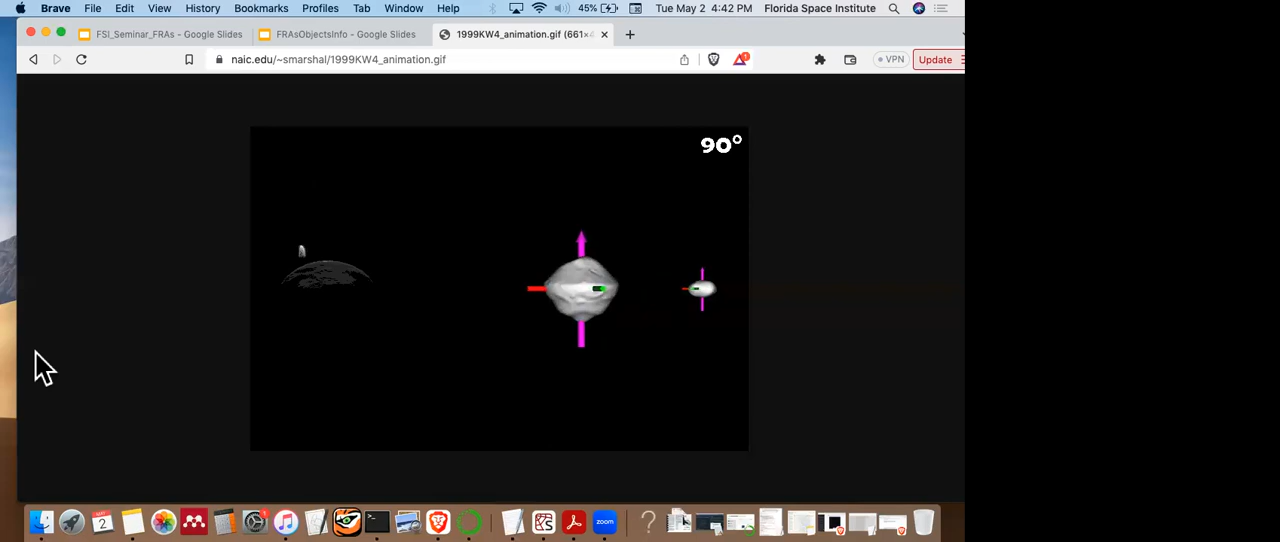 Brave File Edit View History Bookmarks Profiles Tab Window Help 45% Tue May 2 4:42 PM Florida Space Institute
FSI_Seminar_FRAs - Google Slides FRAsObjectsInfo - Google Slides 1999KW4_animation.gif (661×4
naic.edu/~smarshal/1999KW4_animation.gif 1 VPN Update
90°
2 1 zoom